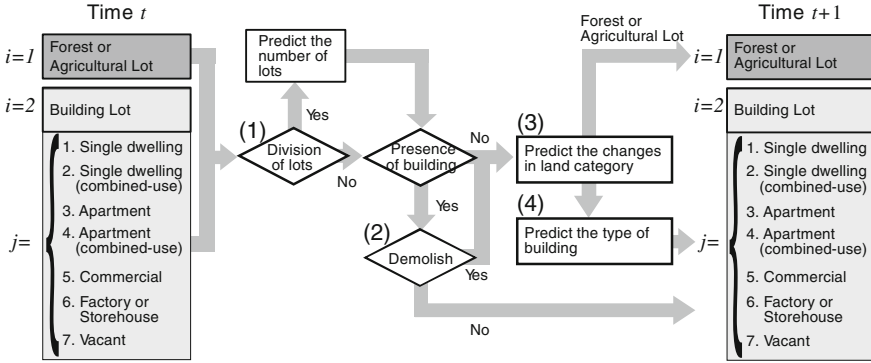 Time t
i=1
Forest or
Agricultural Lot
i=2
Building Lot
j=
1. Single dwelling
2. Single dwelling
(combined-use)
3. Apartment
4. Apartment
(combined-use)
5. Commercial
6. Factory or
Storehouse
7. Vacant
Predict the
number of
lots
Yes
(1)
Division
of lots
No
Presence
of building
No
Yes
(2)
Demolish
Yes
No
Forest or
Agricultural Lot
(3)
Predict the changes
in land category
(4)
Predict the type of
building
Time t+1
i=1
Forest or
Agricultural Lot
i=2
Building Lot
j=
1. Single dwelling
2. Single dwelling
(combined-use)
3. Apartment
4. Apartment
(combined-use)
5. Commercial
6. Factory or
Storehouse
7. Vacant